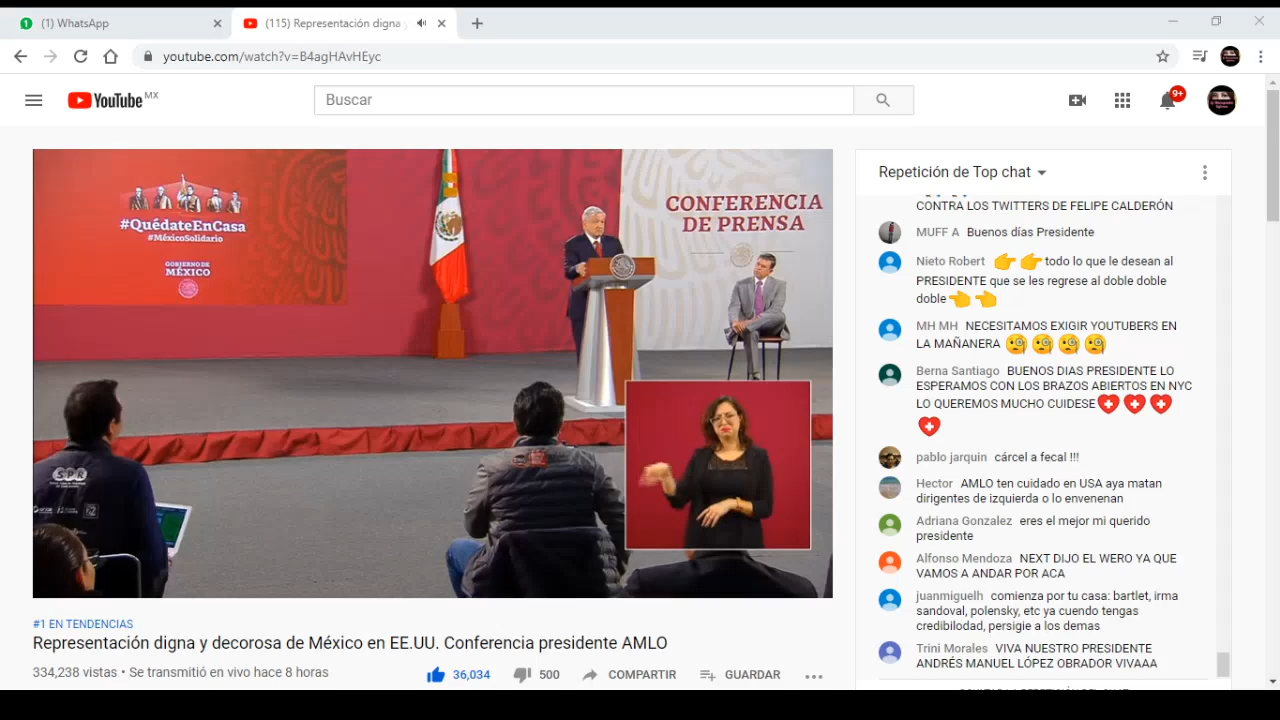 1 (1) WhatsApp
(115) Representación digna y
youtube.com/watch?v=B4agHAvHEyc
YouTube MX
Buscar
9+
#QuédateEnCasa
#MéxicoSolidario
GOBIERNO DE
MÉXICO
CONFERENCIA
DE PRENSA
SPR
#1 EN TENDENCIAS
Representación digna y decorosa de México en EE.UU. Conferencia presidente AMLO
334,238 vistas • Se transmitió en vivo hace 8 horas
36,034
500
COMPARTIR
GUARDAR
Repetición de Top chat
CONTRA LOS TWITTERS DE FELIPE CALDERÓN
MUFF A Buenos días Presidente
Nieto Robert 👉👉 todo lo que le desean al
PRESIDENTE que se les regrese al doble doble
doble👈👈
MH MH NECESITAMOS EXIGIR YOUTUBERS EN
LA MAÑANERA 🧐🧐🧐🧐
Berna Santiago BUENOS DIAS PRESIDENTE LO
ESPERAMOS CON LOS BRAZOS ABIERTOS EN NYC
LO QUEREMOS MUCHO CUIDESE
pablo jarquin cárcel a fecal !!!
Hector AMLO ten cuidado en USA aya matan
dirigentes de izquierda o lo envenenan
Adriana Gonzalez eres el mejor mi querido
presidente
Alfonso Mendoza NEXT DIJO EL WERO YA QUE
VAMOS A ANDAR POR ACA
juanmiguelh comienza por tu casa: bartlet, irma
sandoval, polensky, etc ya cuendo tengas
credibilodad, persigie a los demas
Trini Morales VIVA NUESTRO PRESIDENTE
ANDRÉS MANUEL LÓPEZ OBRADOR VIVAAA